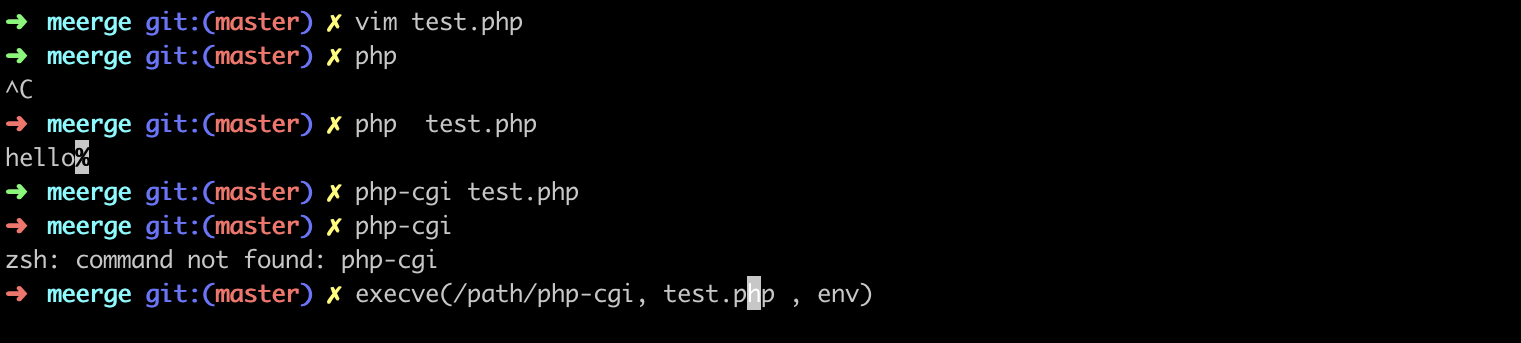 ➜ meerge git:(master) ✗ vim test.php
➜ meerge git:(master) ✗ php
^C
➜ meerge git:(master) ✗ php  test.php
hello%
➜ meerge git:(master) ✗ php-cgi test.php
➜ meerge git:(master) ✗ php-cgi
zsh: command not found: php-cgi
➜ meerge git:(master) ✗ execve(/path/php-cgi, test.php , env)